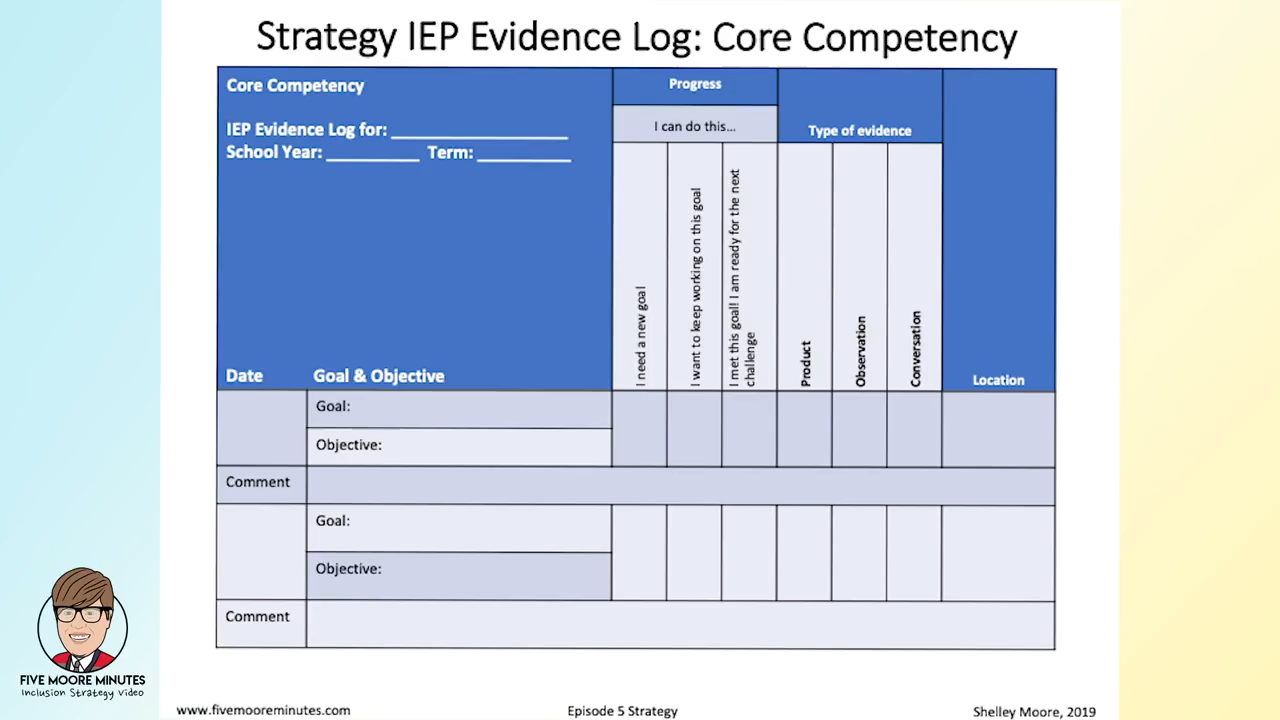 Strategy IEP Evidence Log: Core Competency
Core Competency
IEP Evidence Log for: ______________________
School Year: ___________ Term: ___________
Date Goal & Objective
Progress
I can do this...
I need a new goal
I want to keep working on this goal
I met this goal! I am ready for the next
challenge
Type of evidence
Product
Observation
Conversation
Location
Goal:
Objective:
Comment
Goal:
Objective:
Comment
FIVE MOORE MINUTES
Inclusion Strategy Video
www.fivemooreminutes.com
Episode 5 Strategy
Shelley Moore, 2019